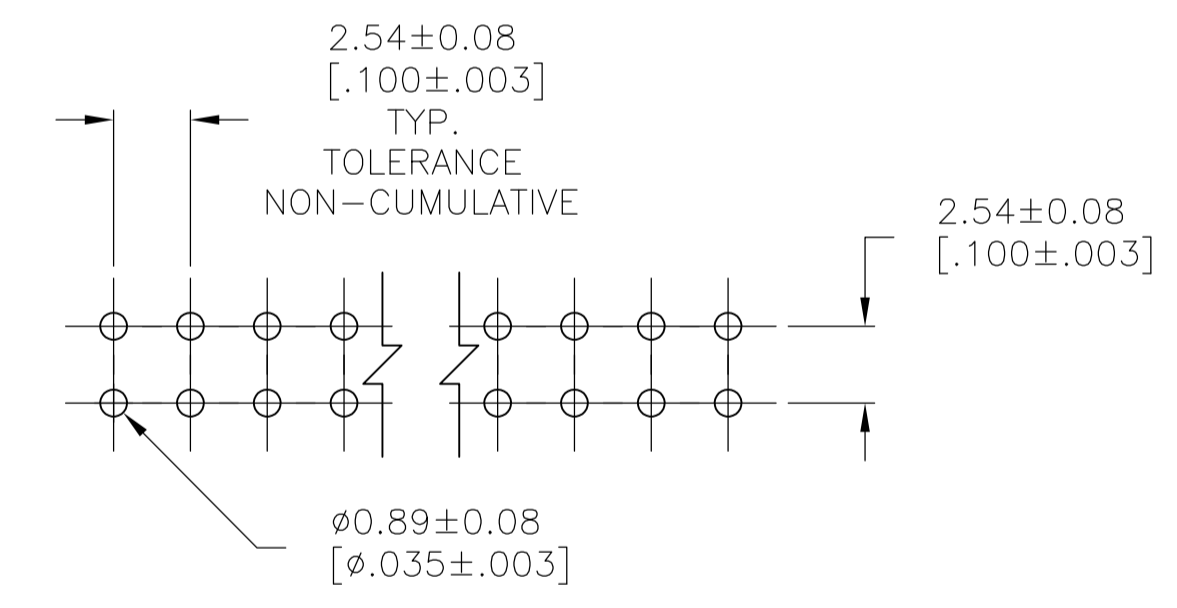 2.54±0.08
[.100±.003]
TYP.
TOLERANCE
NON-CUMULATIVE
2.54±0.08
[.100±.003]
⌀0.89±0.08
[⌀.035±.003]